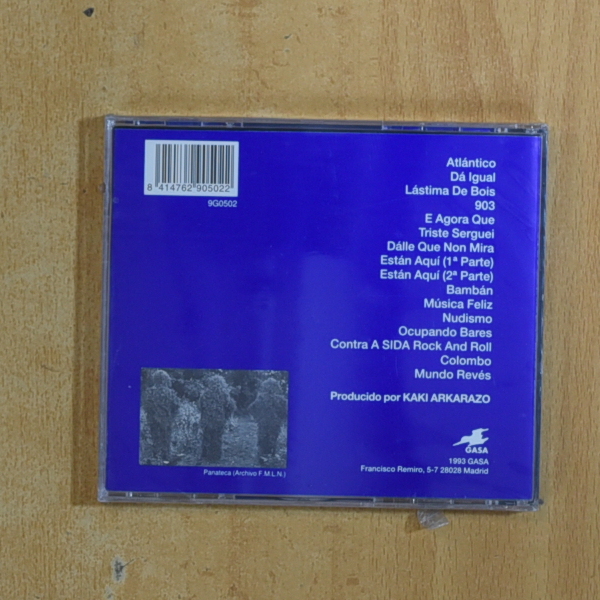 8 414762 905022
9G0502
Atlántico
Dá Igual
Lástima De Bois
903
E Agora Que
Triste Serguei
Dálle Que Non Mira
Están Aquí (1ª Parte)
Están Aquí (2ª Parte)
Bambán
Música Feliz
Nudismo
Ocupando Bares
Contra A SIDA Rock And Roll
Colombo
Mundo Revés
Producido por KAKI ARKARAZO
GASA
1993 GASA
Francisco Remiro, 5-7 28028 Madrid
Panateca (Archivo F.M.L.N.)